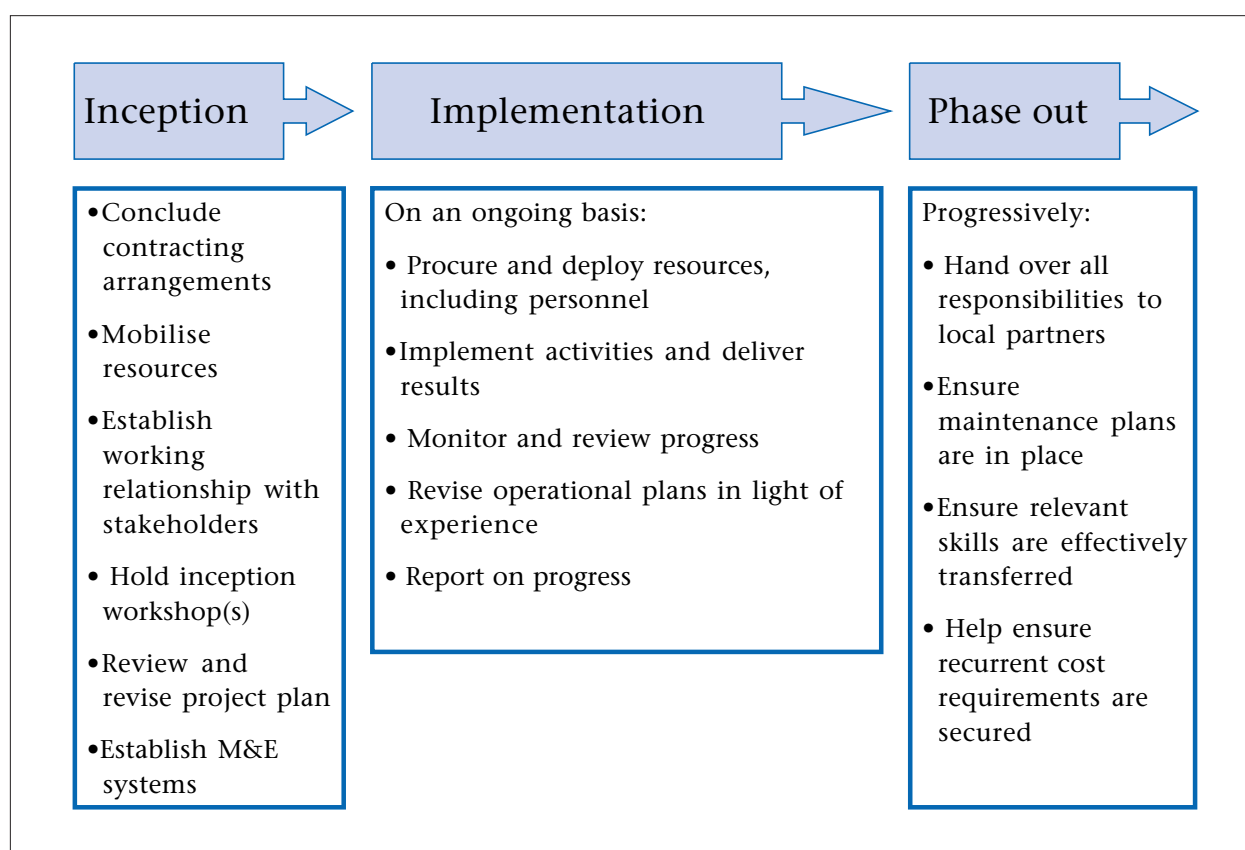 Inception
Implementation
Phase out
•Conclude
contracting
arrangements
•Mobilise
resources
•Establish
working
relationship with
stakeholders
• Hold inception
workshop(s)
•Review and
revise project plan
•Establish M&E
systems
On an ongoing basis:
• Procure and deploy resources,
including personnel
•Implement activities and deliver
results
• Monitor and review progress
• Revise operational plans in light of
experience
• Report on progress
Progressively:
• Hand over all
responsibilities to
local partners
•Ensure
maintenance plans
are in place
•Ensure relevant
skills are effectively
transferred
• Help ensure
recurrent cost
requirements are
secured